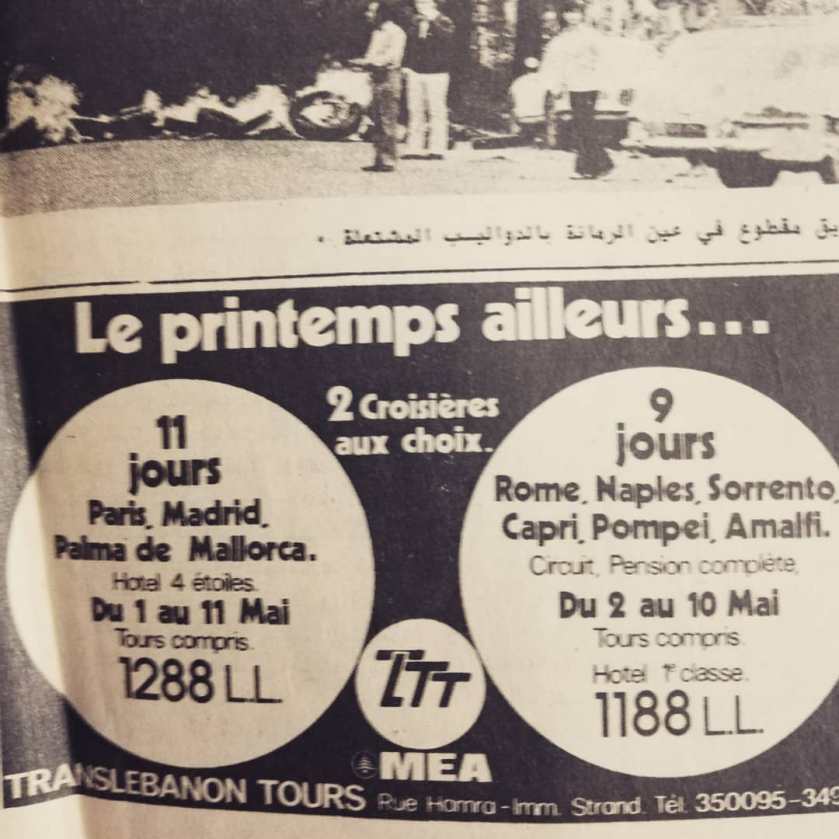 يق مقطوع في عين الرمانة بالدواليب المشتعلة .
Le printemps ailleurs...
2 Croisières
aux choix.
11
jours
Paris, Madrid,
Palma de Mallorca.
Hotel 4 étoiles.
Du 1 au 11 Mai
Tours compris.
1288 L.L.
9
jours
Rome, Naples, Sorrento,
Capri, Pompei, Amalfi.
Circuit, Pension complète,
Du 2 au 10 Mai
Tours compris.
Hotel 1e classe.
1188 L.L.
TTT
MEA
TRANSLEBANON TOURS Rue Hamra-Imm. Strand. Tél. 350095-349